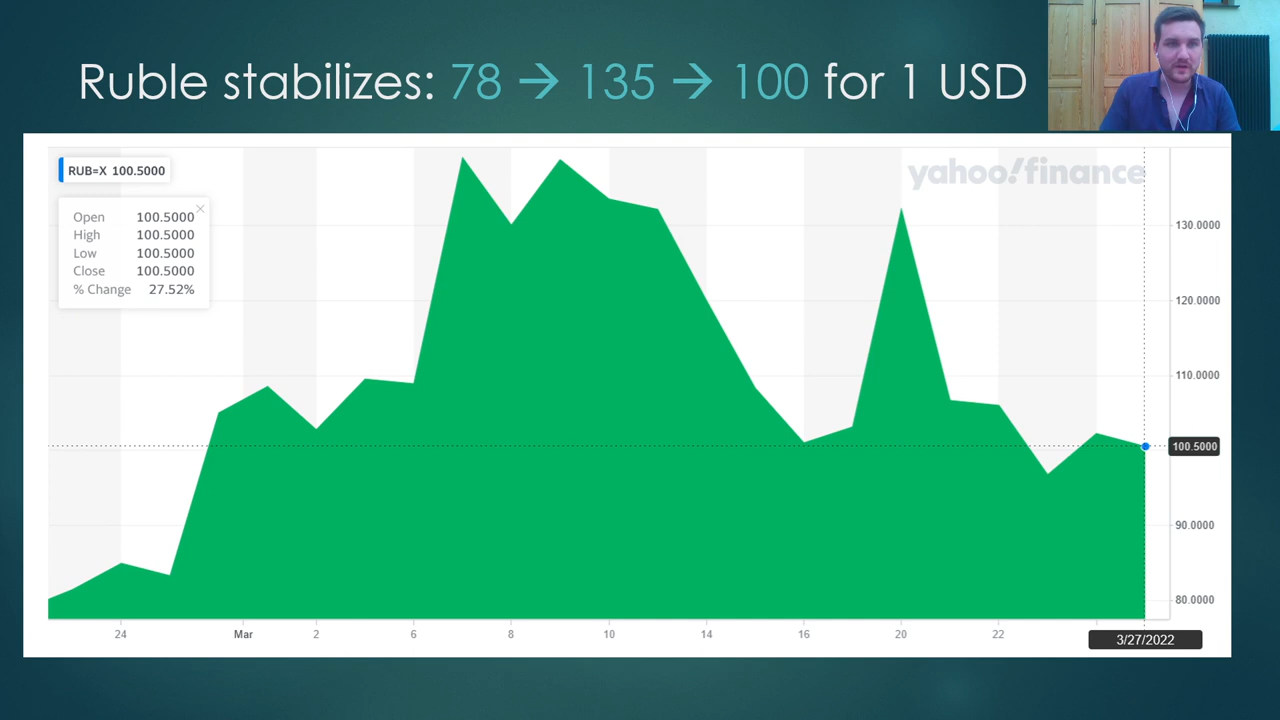 Ruble stabilizes: 78 → 135 → 100 for 1 USD
RUB=X 100.5000
yahoo!finance
Open 100.5000
High 100.5000
Low 100.5000
Close 100.5000
% Change 27.52%
130.0000
120.0000
110.0000
100.5000
90.0000
80.0000
24 Mar 2 6 8 10 14 16 20 22
3/27/2022